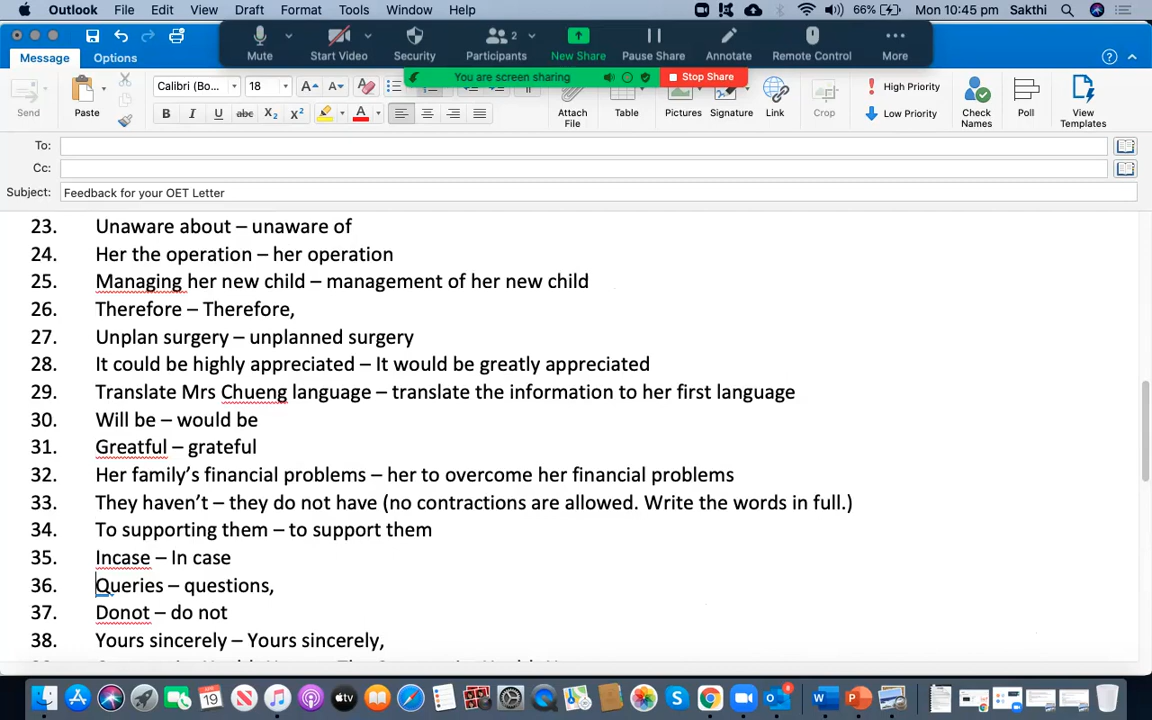 Outlook File Edit View Draft Format Tools Window Help 66% Mon 10:45 pm Sakthi
Mute Start Video Security Participants 2 New Share Pause Share Annotate Remote Control More
Message Options
You are screen sharing Stop Share
Send Paste Calibri (Bo... 18 A A
B I U abc X2 X2 A
Attach File Table Pictures Signature Link Crop High Priority Low Priority Check Names Poll View Templates
To:
Cc:
Subject: Feedback for your OET Letter
23. Unaware about – unaware of
24. Her the operation – her operation
25. Managing her new child – management of her new child
26. Therefore – Therefore,
27. Unplan surgery – unplanned surgery
28. It could be highly appreciated – It would be greatly appreciated
29. Translate Mrs Chueng language – translate the information to her first language
30. Will be – would be
31. Greatful – grateful
32. Her family's financial problems – her to overcome her financial problems
33. They haven't – they do not have (no contractions are allowed. Write the words in full.)
34. To supporting them – to support them
35. Incase – In case
36. Queries – questions,
37. Donot – do not
38. Yours sincerely – Yours sincerely,
APR
19
tv
W P